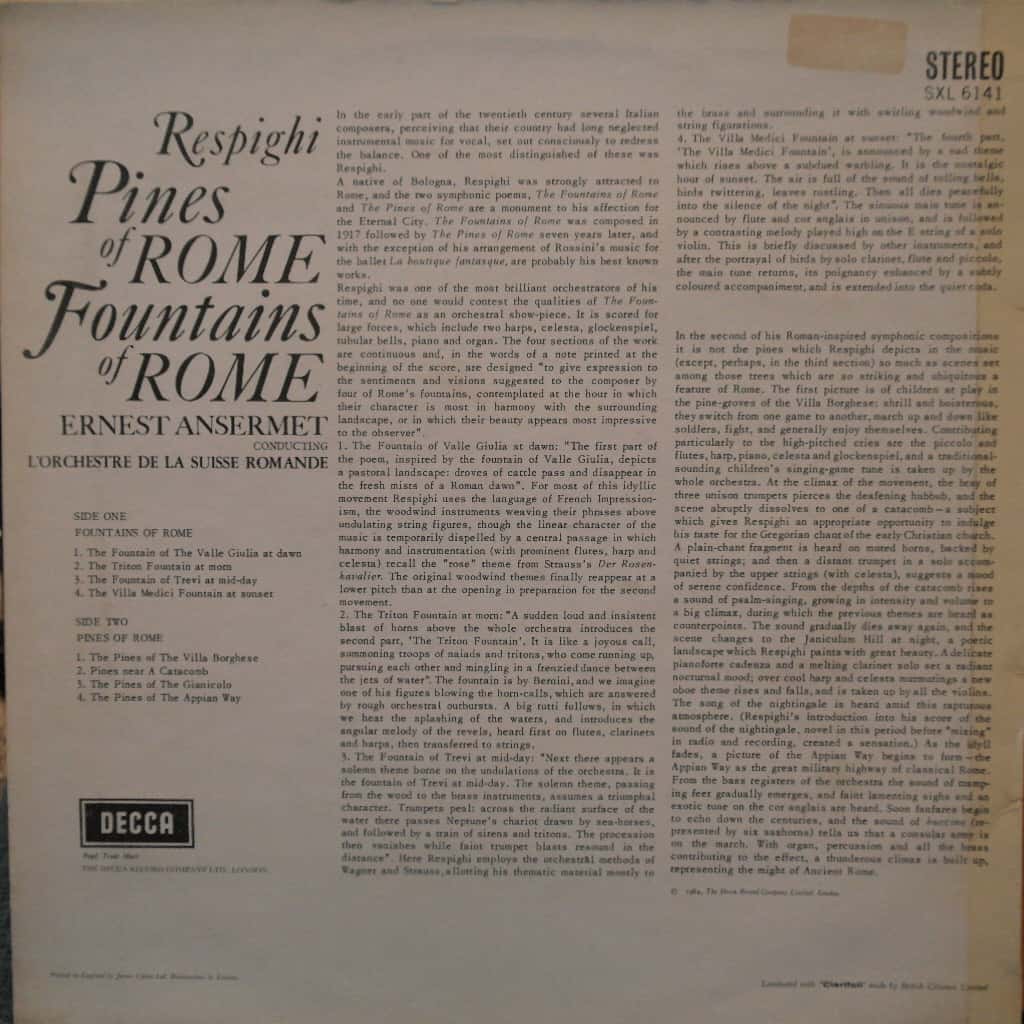 STEREO
SXL 6141
Respighi
Pines
of ROME
Fountains
of ROME
ERNEST ANSERMET
CONDUCTING
L'ORCHESTRE DE LA SUISSE ROMANDE
SIDE ONE
FOUNTAINS OF ROME
1. The Fountain of The Valle Giulia at dawn
2. The Triton Fountain at morn
3. The Fountain of Trevi at mid-day
4. The Villa Medici Fountain at sunset
SIDE TWO
PINES OF ROME
1. The Pines of The Villa Borghese
2. Pines near A Catacomb
3. The Pines of The Gianicolo
4. The Pines of The Appian Way
DECCA
Regd. Trade Mark
THE DECCA RECORD COMPANY LTD. LONDON.
In the early part of the twentieth century several Italian
composers, perceiving that their country had long neglected
instrumental music for vocal, set out consciously to redress
the balance. One of the most distinguished of these was
Respighi.
A native of Bologna, Respighi was strongly attracted to
Rome, and the two symphonic poems, The Fountains of Rome
and The Pines of Rome are a monument to his affection for
the Eternal City. The Fountains of Rome was composed in
1917 followed by The Pines of Rome seven years later, and
with the exception of his arrangement of Rossini's music for
the ballet La boutique fantasque, are probably his best known
works.
Respighi was one of the most brilliant orchestrators of his
time, and no one would contest the qualities of The Foun-
tains of Rome as an orchestral show-piece. It is scored for
large forces, which include two harps, celesta, glockenspiel,
tubular bells, piano and organ. The four sections of the work
are continuous and, in the words of a note printed at the
beginning of the score, are designed "to give expression to
the sentiments and visions suggested to the composer by
four of Rome's fountains, contemplated at the hour in which
their character is most in harmony with the surrounding
landscape, or in which their beauty appears most impressive
to the observer".
1. The Fountain of Valle Giulia at dawn: "The first part of
the poem, inspired by the fountain of Valle Giulia, depicts
a pastoral landscape: droves of cattle pass and disappear in
the fresh mists of a Roman dawn". For most of this idyllic
movement Respighi uses the language of French Impression-
ism, the woodwind instruments weaving their phrases above
undulating string figures, though the linear character of the
music is temporarily dispelled by a central passage in which
harmony and instrumentation (with prominent flutes, harp and
celesta) recall the "rose" theme from Strauss's Der Rosen-
kavalier. The original woodwind themes finally reappear at a
lower pitch than at the opening in preparation for the second
movement.
2. The Triton Fountain at morn: "A sudden loud and insistent
blast of horns above the whole orchestra introduces the
second part, 'The Triton Fountain'. It is like a joyous call,
summoning troops of naiads and tritons, who come running up,
pursuing each other and mingling in a frenzied dance between
the jets of water". The fountain is by Bernini, and we imagine
one of his figures blowing the horn-calls, which are answered
by rough orchestral outbursts. A big tutti follows, in which
we hear the splashing of the waters, and introduces the
angular melody of the revels, heard first on flutes, clarinets
and harps, then transferred to strings.
3. The Fountain of Trevi at mid-day: "Next there appears a
solemn theme borne on the undulations of the orchestra. It is
the fountain of Trevi at mid-day. The solemn theme, passing
from the wood to the brass instruments, assumes a triumphal
character. Trumpets peal: across the radiant surface of the
water there passes Neptune's chariot drawn by sea-horses,
and followed by a train of sirens and tritons. The procession
then vanishes while faint trumpet blasts resound in the
distance". Here Respighi employs the orchestral methods of
Wagner and Strauss, allotting his thematic material mostly to
the brass and surrounding it with swirling woodwind and
string figurations.
4. The Villa Medici Fountain at sunset: "The fourth part,
'The Villa Medici Fountain', is announced by a sad theme
which rises above a subdued warbling. It is the nostalgic
hour of sunset. The air is full of the sound of tolling bells,
birds twittering, leaves rustling. Then all dies peacefully
into the silence of the night". The sinuous main tune is an-
nounced by flute and cor anglais in unison, and is followed
by a contrasting melody played high on the E string of a solo
violin. This is briefly discussed by other instruments, and
after the portrayal of birds by solo clarinet, flute and piccolo,
the main tune returns, its poignancy enhanced by a subtly
coloured accompaniment, and is extended into the quiet coda.
In the second of his Roman-inspired symphonic compositions
it is not the pines which Respighi depicts in the music
(except, perhaps, in the third section) so much as scenes set
among those trees which are so striking and ubiquitous a
feature of Rome. The first picture is of children at play in
the pine-groves of the Villa Borghese: shrill and boisterous,
they switch from one game to another, march up and down like
soldiers, fight, and generally enjoy themselves. Contributing
particularly to the high-pitched cries are the piccolo and
flutes, harp, piano, celesta and glockenspiel, and a traditional-
sounding children's singing-game tune is taken up by the
whole orchestra. At the climax of the movement, the bray of
three unison trumpets pierces the deafening hubbub, and the
scene abruptly dissolves to one of a catacomb — a subject
which gives Respighi an appropriate opportunity to indulge
his taste for the Gregorian chant of the early Christian church.
A plain-chant fragment is heard on muted horns, backed by
quiet strings; and then a distant trumpet in a solo accom-
panied by the upper strings (with celesta), suggests a mood
of serene confidence. From the depths of the catacomb rises
a sound of psalm-singing, growing in intensity and volume to
a big climax, during which the previous themes are heard as
counterpoints. The sound gradually dies away again, and the
scene changes to the Janiculum Hill at night, a poetic
landscape which Respighi paints with great beauty. A delicate
pianoforte cadenza and a melting clarinet solo set a radiant
nocturnal mood; over cool harp and celesta murmurings a new
oboe theme rises and falls, and is taken up by all the violins.
The song of the nightingale is heard amid this rapturous
atmosphere. (Respighi's introduction into his score of the
sound of the nightingale, novel in this period before "mixing"
in radio and recording, created a sensation.) As the idyll
fades, a picture of the Appian Way begins to form — the
Appian Way as the great military highway of classical Rome.
From the bass registers of the orchestra the sound of tramp-
ing feet gradually emerges, and faint lamenting sighs and an
exotic tune on the cor anglais are heard. Soon fanfares begin
to echo down the centuries, and the sound of buccine (re-
presented by six saxhorns) tells us that a consular army is
on the march. With organ, percussion and all the brass
contributing to the effect, a thunderous climax is built up,
representing the might of Ancient Rome.
The Decca Record Company Limited, London.
Printed in England by
Laminated with 'Clarifoil' made by British Celanese Limited